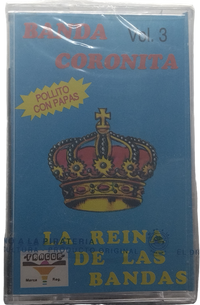 BANDA Vol. 3
CORONITA
POLLITO
CON PAPAS
LA REINA
DE LAS
BANDAS